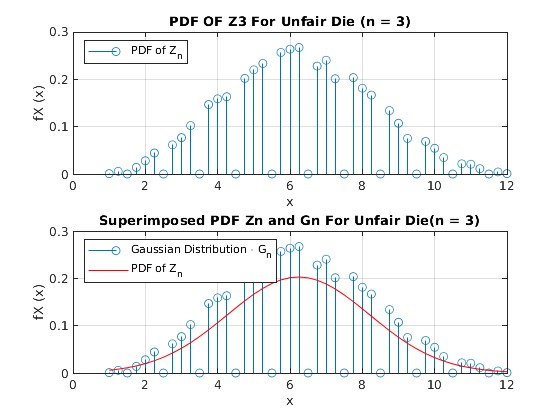 PDF OF Z3 For Unfair Die (n = 3)
PDF of Zn
0.3
0.2
0.1
0
fX (x)
0 2 4 6 8 10 12
x
Superimposed PDF Zn and Gn For Unfair Die(n = 3)
Gaussian Distribution - Gn
PDF of Zn
0.3
0.2
0.1
0
fX (x)
0 2 4 6 8 10 12
x